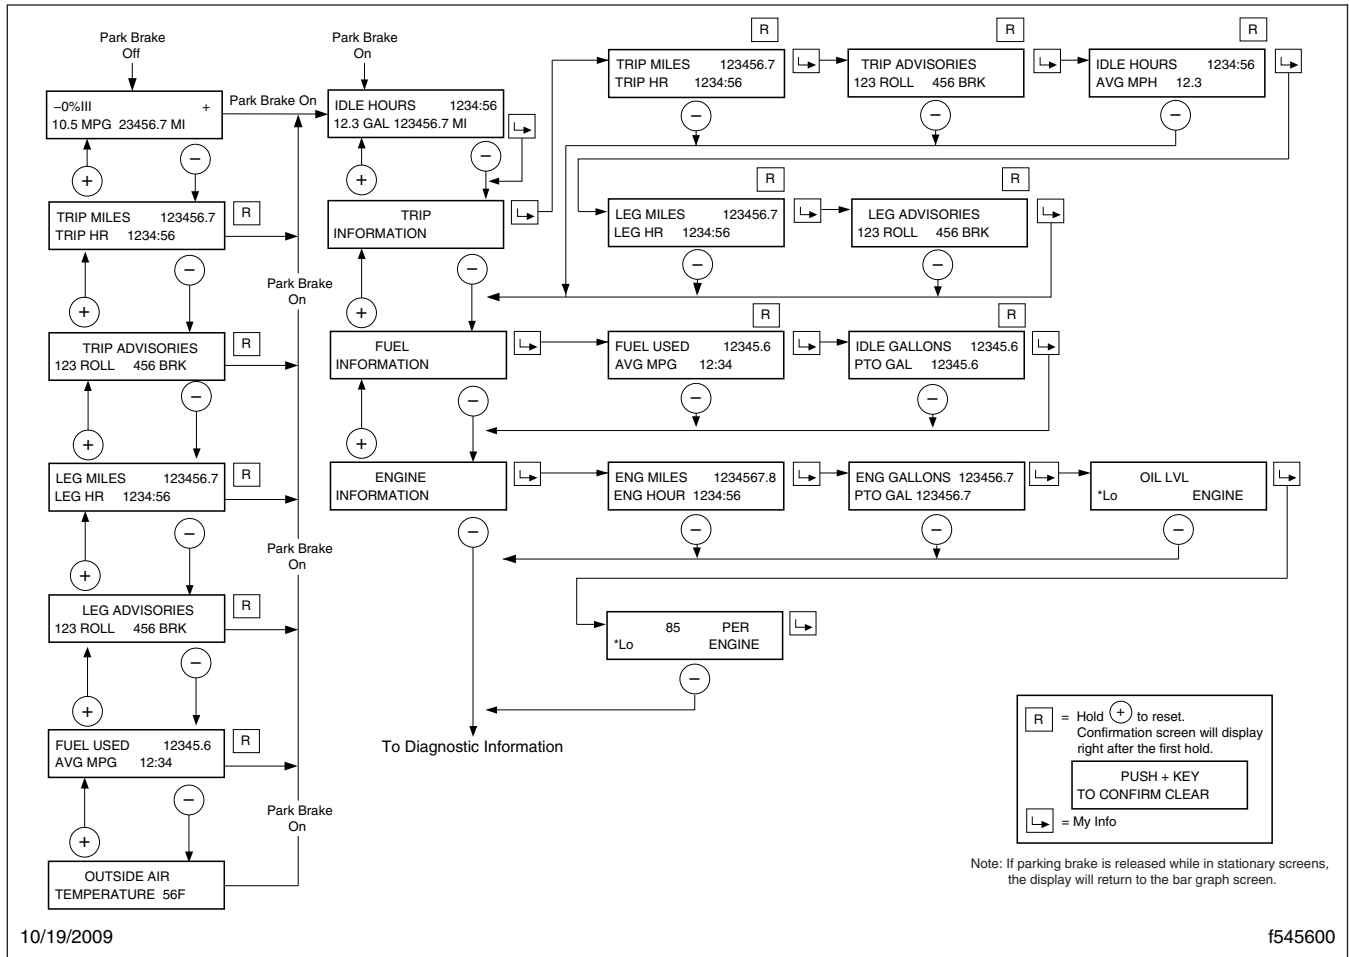 Park Brake
Off
−0%III +
10.5 MPG 23456.7 MI
+
−
TRIP MILES 123456.7
TRIP HR 1234:56
R
+
−
TRIP ADVISORIES
123 ROLL 456 BRK
R
+
−
LEG MILES 123456.7
LEG HR 1234:56
R
+
−
LEG ADVISORIES
123 ROLL 456 BRK
R
+
−
FUEL USED 12345.6
AVG MPG 12:34
R
+
−
OUTSIDE AIR
TEMPERATURE 56F
Park Brake On
Park Brake
On
Park Brake
On
Park Brake
On
Park Brake
On
IDLE HOURS 1234:56
12.3 GAL 123456.7 MI
+
−
TRIP
INFORMATION
+
−
FUEL
INFORMATION
+
−
ENGINE
INFORMATION
−
To Diagnostic Information
R
TRIP MILES 123456.7
TRIP HR 1234:56
−
R
TRIP ADVISORIES
123 ROLL 456 BRK
−
R
IDLE HOURS 1234:56
AVG MPH 12.3
−
R
LEG MILES 123456.7
LEG HR 1234:56
−
R
LEG ADVISORIES
123 ROLL 456 BRK
−
R
FUEL USED 12345.6
AVG MPG 12:34
−
R
IDLE GALLONS 12345.6
PTO GAL 12345.6
−
ENG MILES 1234567.8
ENG HOUR 1234:56
−
ENG GALLONS 123456.7
PTO GAL 123456.7
−
OIL LVL
*Lo ENGINE
−
85 PER
*Lo ENGINE
−
R = Hold + to reset.
Confirmation screen will display
right after the first hold.
PUSH + KEY
TO CONFIRM CLEAR
= My Info
Note: If parking brake is released while in stationary screens,
the display will return to the bar graph screen.
10/19/2009
f545600